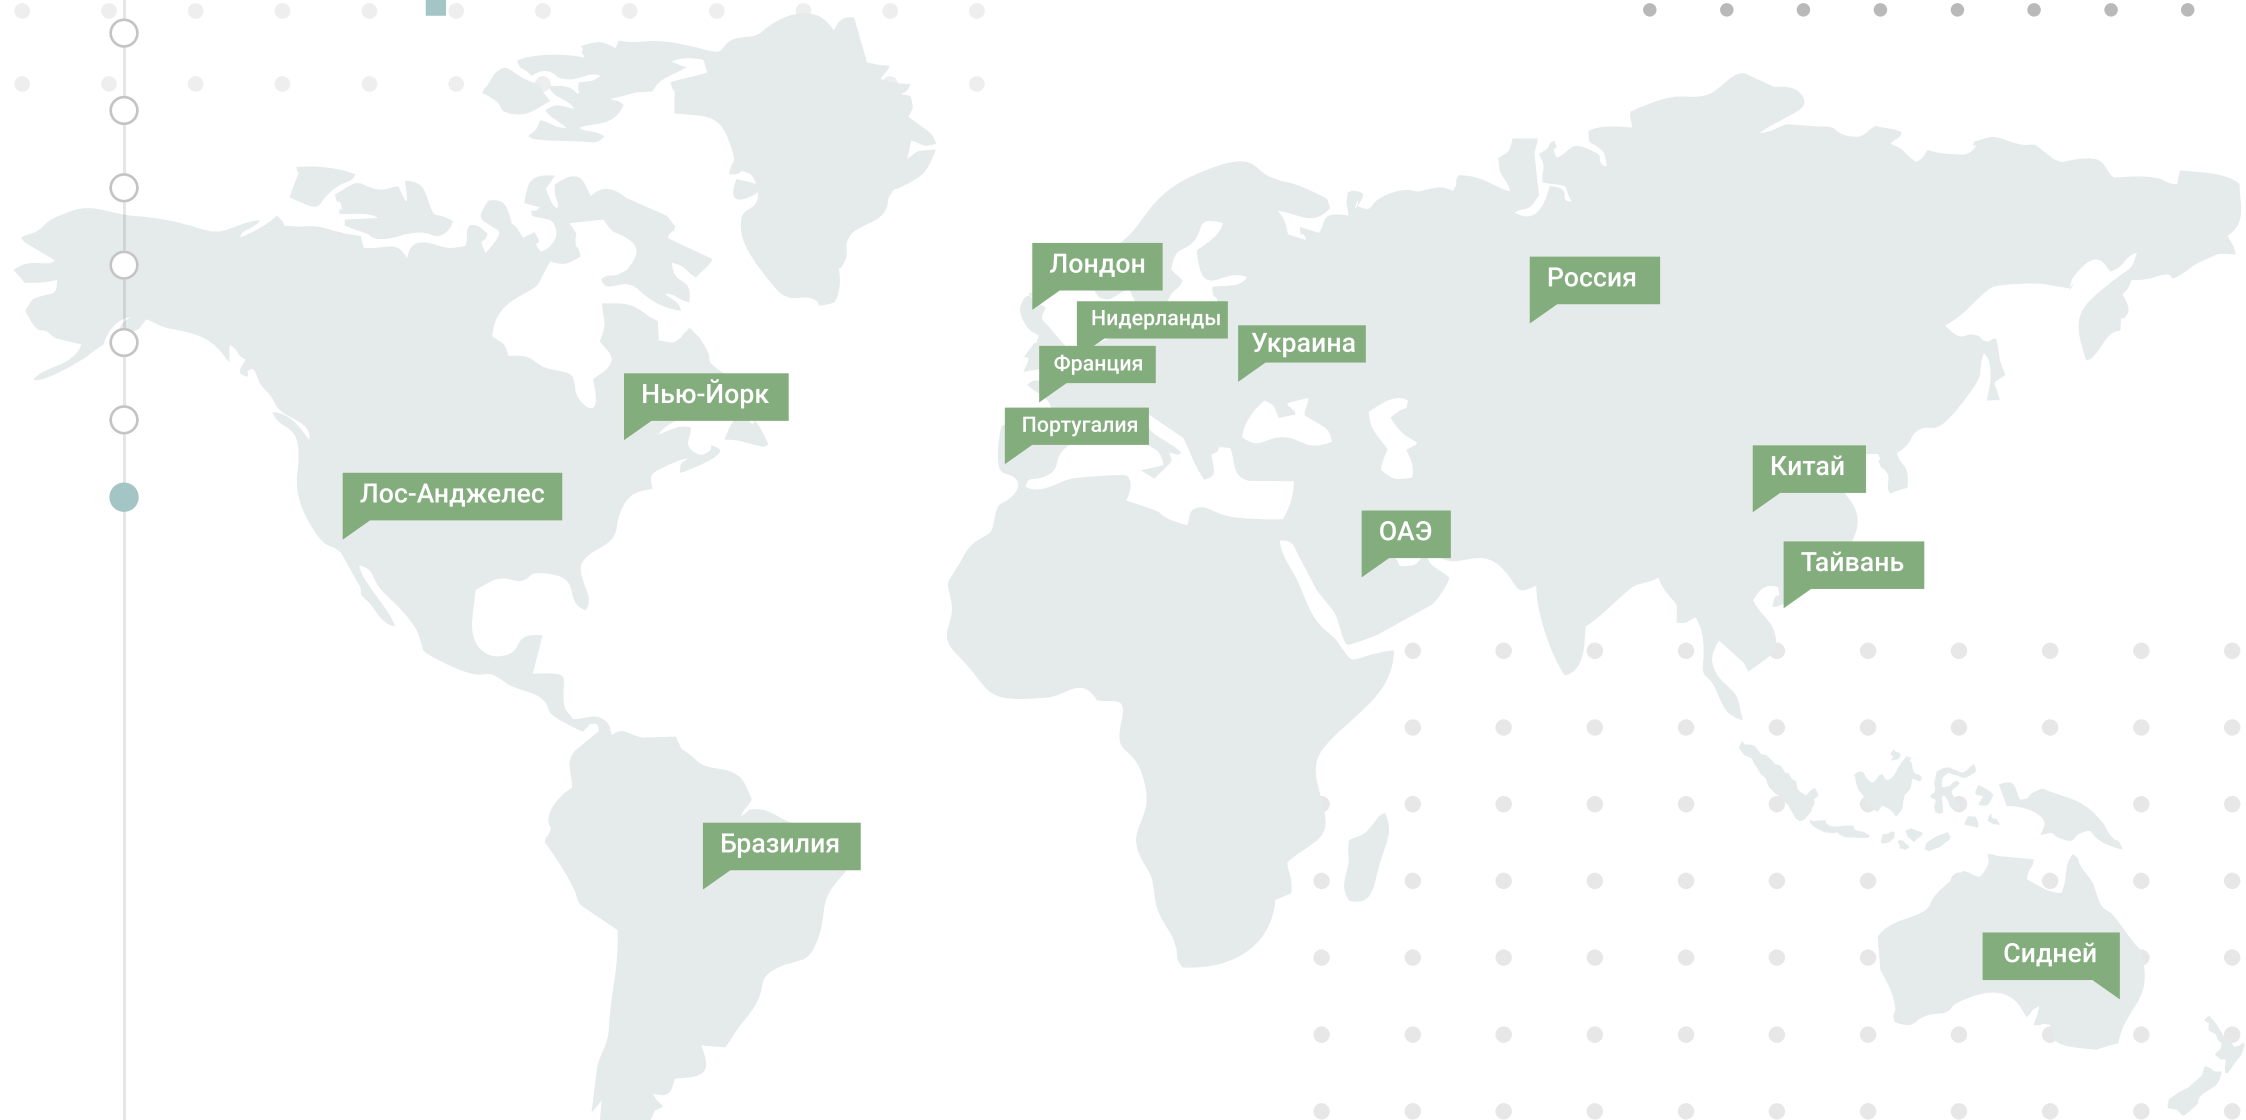 Лондон
Россия
Нидерланды
Украина
Франция
Нью-Йорк
Португалия
Китай
Лос-Анджелес
ОАЭ
Тайвань
Бразилия
Сидней